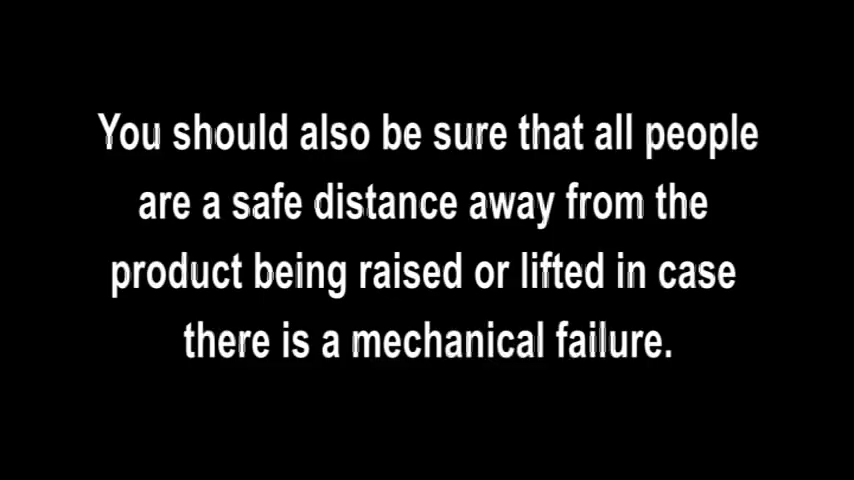 You should also be sure that all people
are a safe distance away from the
product being raised or lifted in case
there is a mechanical failure.